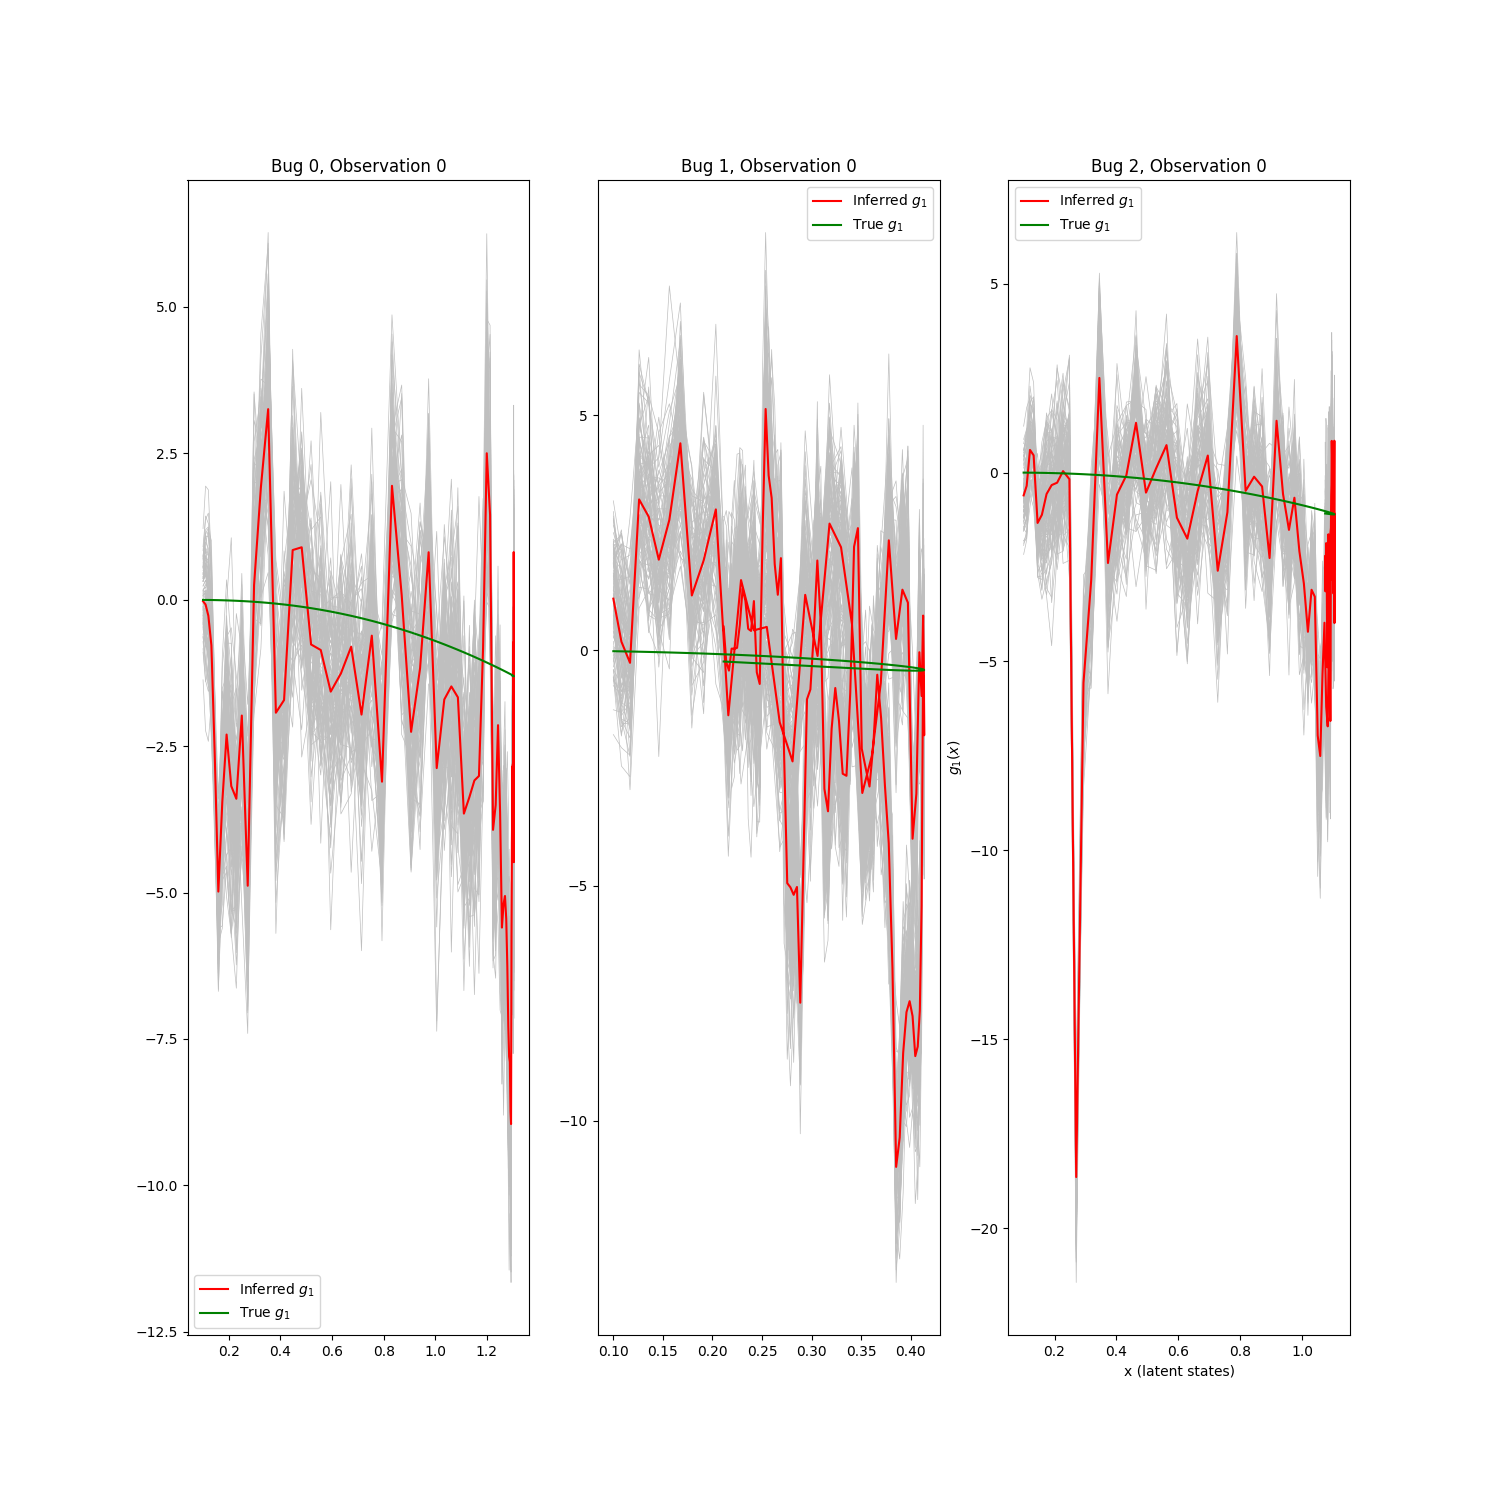 Bug 0, Observation 0
5.0
2.5
0.0
−2.5
−5.0
−7.5
−10.0
−12.5
0.2 0.4 0.6 0.8 1.0 1.2
Inferred g₁
True g₁
Bug 1, Observation 0
Inferred g₁
True g₁
5
0
−5
−10
0.10 0.15 0.20 0.25 0.30 0.35 0.40
Bug 2, Observation 0
Inferred g₁
True g₁
g₁(x)
5
0
−5
−10
−15
−20
0.2 0.4 0.6 0.8 1.0
x (latent states)